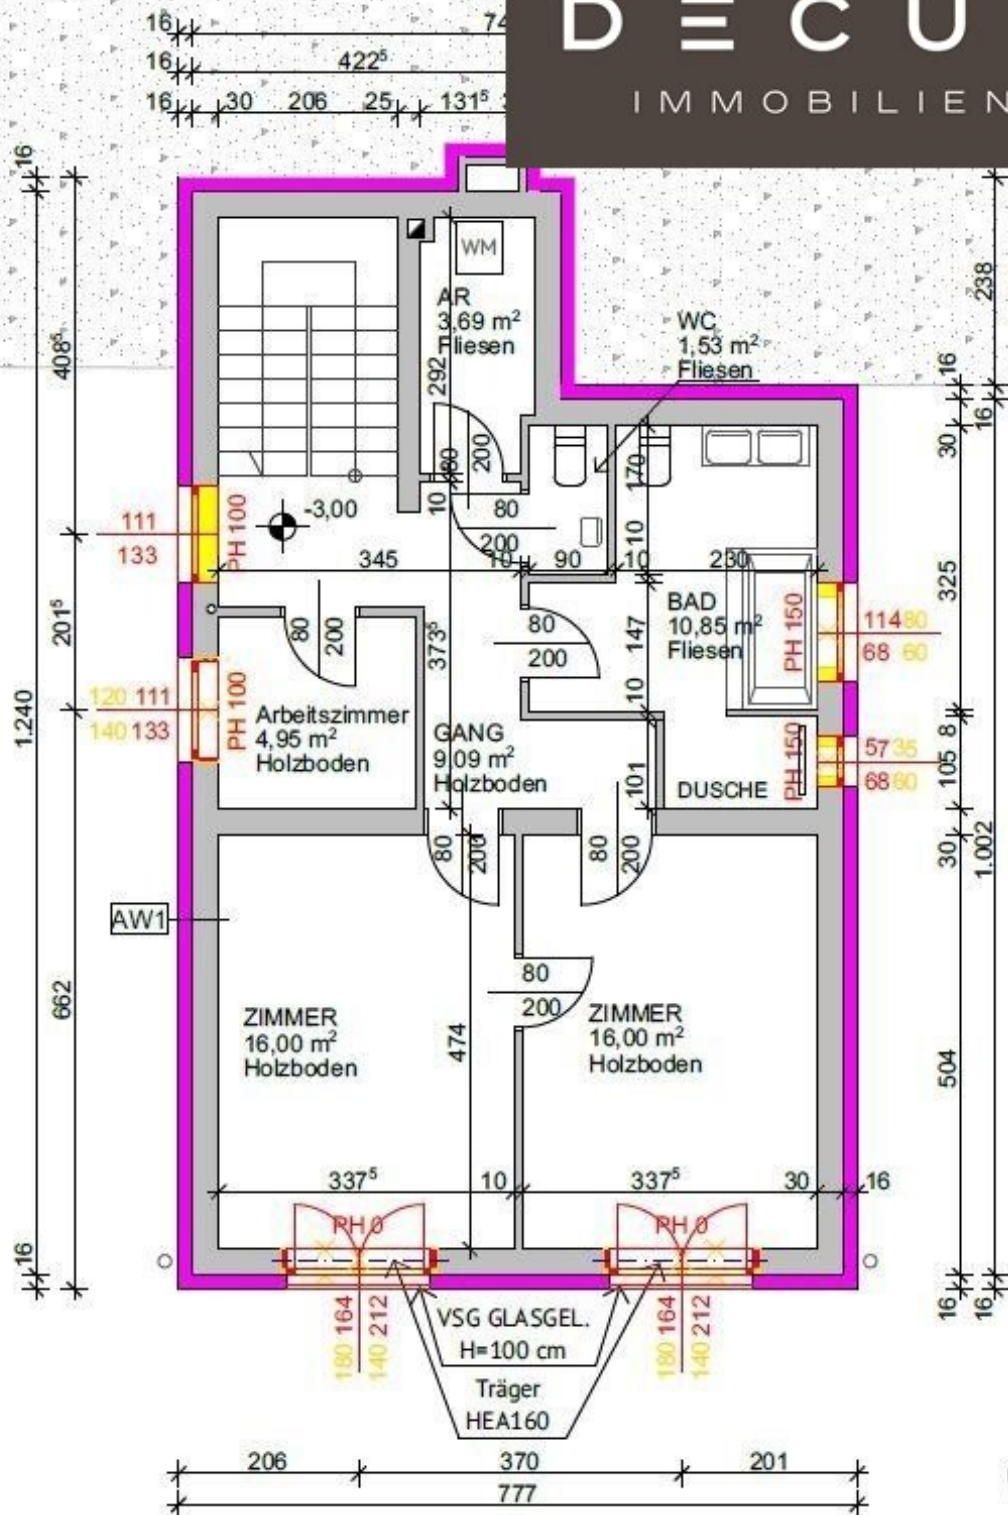 DECU
IMMOBILIEN
16
16
422⁵
16
30
206
25
131⁵
16
238
WM
AR
3,69 m²
Fliesen
WC
1,53 m²
Fliesen
408⁵
292
16
16
30
80
200
170
10
80
200
10
-3,00
111
133
PH 100
345
10
90
10
230
325
201⁵
80
200
373⁵
80
200
147
BAD
10,85 m²
Fliesen
PH 150
114 80
68 60
10
1.240
120 111
140 133
PH 100
Arbeitszimmer
4,95 m²
Holzboden
GANG
9,09 m²
Holzboden
101
DUSCHE
PH 150
57 35
68 60
8
105
80
200
80
200
30
1.002
AW1
662
80
200
ZIMMER
16,00 m²
Holzboden
474
ZIMMER
16,00 m²
Holzboden
504
337⁵
10
337⁵
30
16
PH 0
PH 0
16
16
16
180 164
140 212
VSG GLASGEL.
H=100 cm
180 164
140 212
Träger
HEA160
206
370
201
777